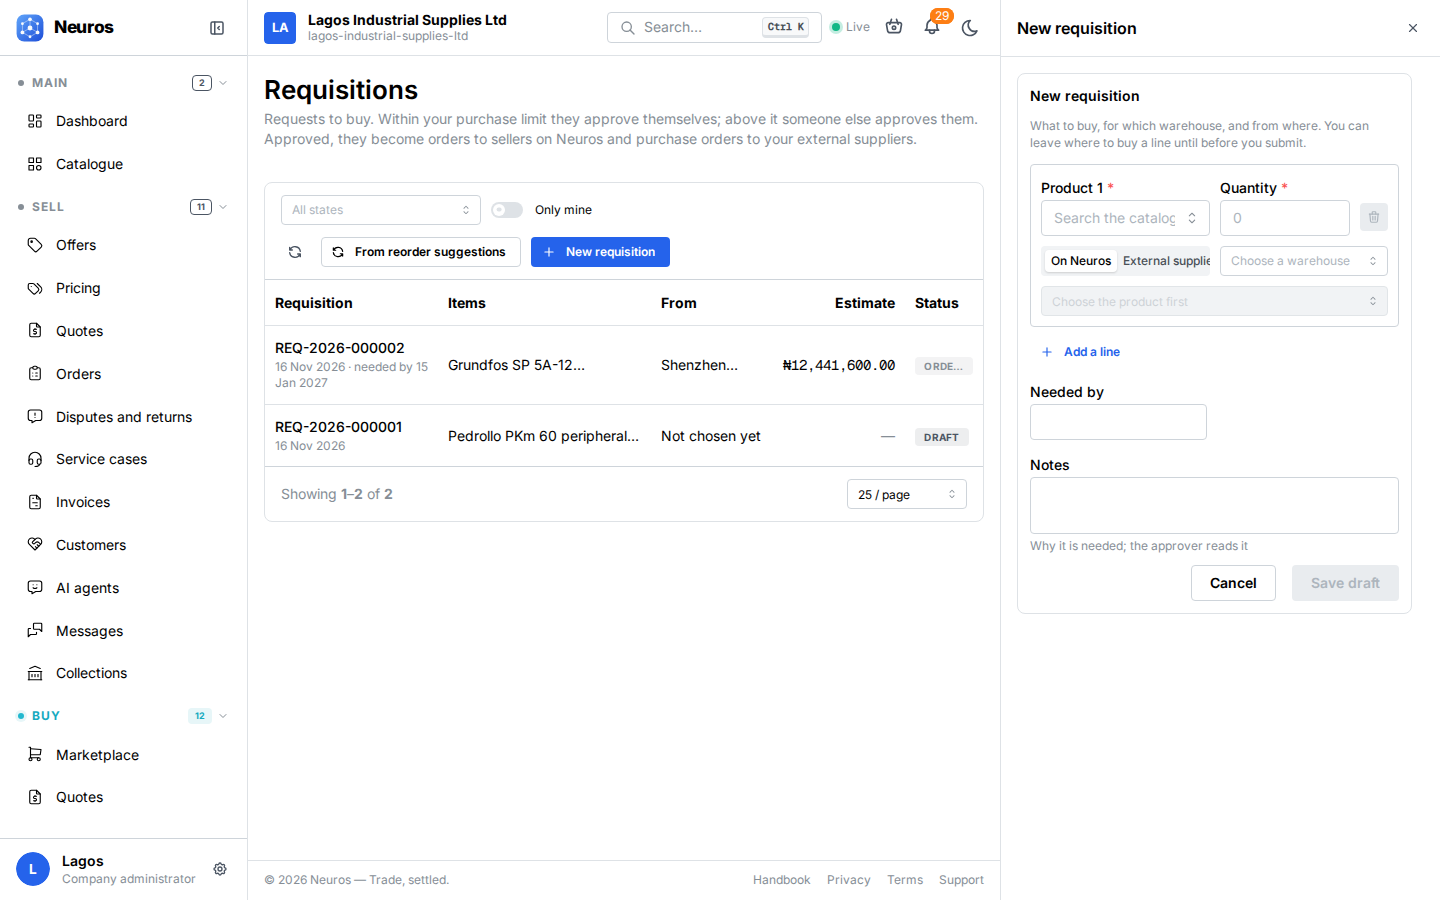 Neuros
MAIN
2
Dashboard
Catalogue
SELL
11
Offers
Pricing
Quotes
Orders
Disputes and returns
Service cases
Invoices
Customers
AI agents
Messages
Collections
BUY
12
Marketplace
Quotes
L
Lagos
Company administrator
LA
Lagos Industrial Supplies Ltd
lagos-industrial-supplies-ltd
Search...
Ctrl K
Live
29
Requisitions
Requests to buy. Within your purchase limit they approve themselves; above it someone else approves them.
Approved, they become orders to sellers on Neuros and purchase orders to your external suppliers.
All states
Only mine
From reorder suggestions
New requisition
Requisition Items From Estimate Status
REQ-2026-000002
16 Nov 2026 · needed by 15
Jan 2027
Grundfos SP 5A-12...
Shenzhen...
₦12,441,600.00
ORDE...
REQ-2026-000001
16 Nov 2026
Pedrollo PKm 60 peripheral...
Not chosen yet
—
DRAFT
Showing 1–2 of 2
25 / page
© 2026 Neuros — Trade, settled.
Handbook Privacy Terms Support
New requisition
New requisition
What to buy, for which warehouse, and from where. You can
leave where to buy a line until before you submit.
Product 1 *
Quantity *
Search the catalog
0
On Neuros
External supplie
Choose a warehouse
Choose the product first
Add a line
Needed by
Notes
Why it is needed; the approver reads it
Cancel
Save draft